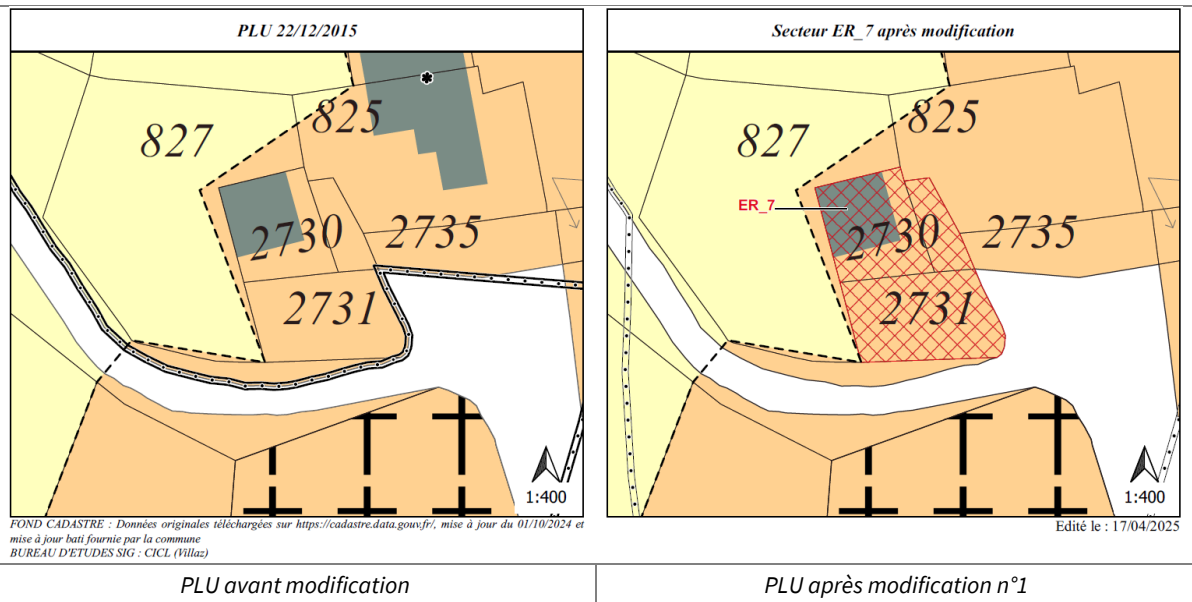 PLU 22/12/2015
827
825
2730
2735
2731
1:400
FOND CADASTRE : Données originales téléchargées sur https://cadastre.data.gouv.fr/, mise à jour du 01/10/2024 et
mise à jour bati fournie par la commune
BUREAU D'ETUDES SIG : CICL (Villaz)
PLU avant modification
Secteur ER_7 après modification
827
825
ER_7
2730
2735
2731
1:400
Edité le : 17/04/2025
PLU après modification n°1